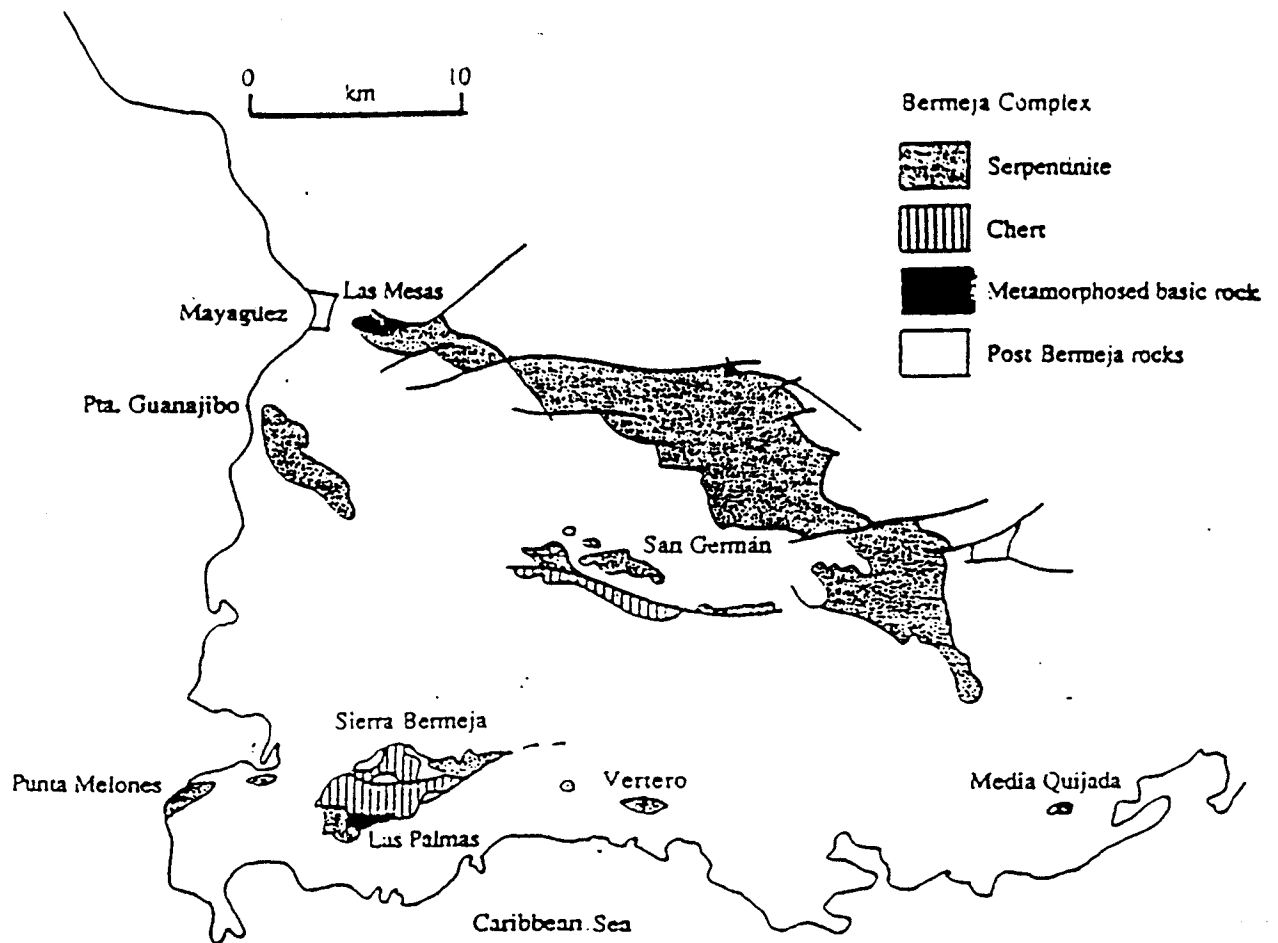 0 10
km
Bermeja Complex
Serpentinite
Chert
Metamorphosed basic rock
Post Bermeja rocks
Las Mesas
Mayagüez
Pta. Guanajibo
San Germán
Sierra Bermeja
Punta Melones
Vertero
Media Quijada
Las Palmas
Caribbean Sea